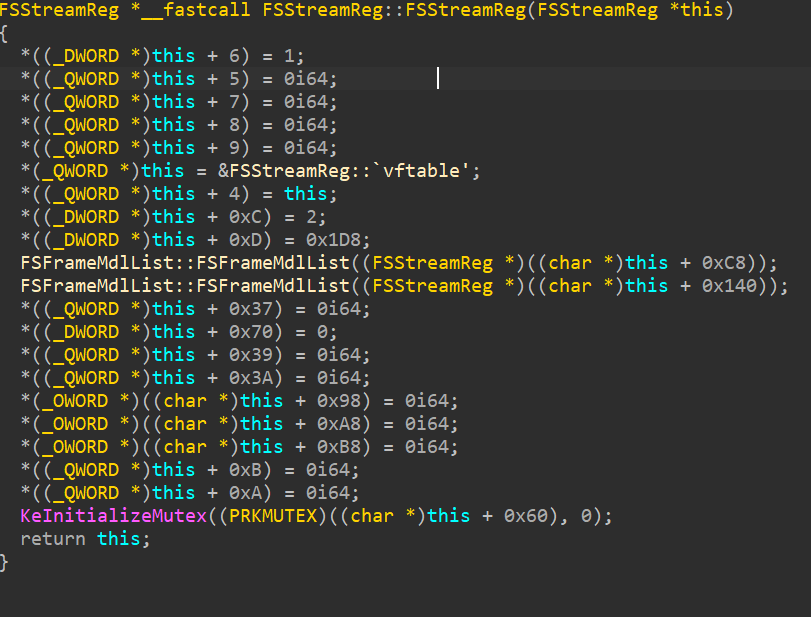 FSStreamReg *__fastcall FSStreamReg::FSStreamReg(FSStreamReg *this)
{
  *((_DWORD *)this + 6) = 1;
  *((_QWORD *)this + 5) = 0i64;
  *((_QWORD *)this + 7) = 0i64;
  *((_QWORD *)this + 8) = 0i64;
  *((_QWORD *)this + 9) = 0i64;
  *(_QWORD *)this = &FSStreamReg::`vftable';
  *((_QWORD *)this + 4) = this;
  *((_DWORD *)this + 0xC) = 2;
  *((_DWORD *)this + 0xD) = 0x1D8;
  FSFrameMdlList::FSFrameMdlList((FSStreamReg *)((char *)this + 0xC8));
  FSFrameMdlList::FSFrameMdlList((FSStreamReg *)((char *)this + 0x140));
  *((_QWORD *)this + 0x37) = 0i64;
  *((_DWORD *)this + 0x70) = 0;
  *((_QWORD *)this + 0x39) = 0i64;
  *((_QWORD *)this + 0x3A) = 0i64;
  *(_OWORD *)((char *)this + 0x98) = 0i64;
  *(_OWORD *)((char *)this + 0xA8) = 0i64;
  *(_OWORD *)((char *)this + 0xB8) = 0i64;
  *((_QWORD *)this + 0xB) = 0i64;
  *((_QWORD *)this + 0xA) = 0i64;
  KeInitializeMutex((PRKMUTEX)((char *)this + 0x60), 0);
  return this;
}